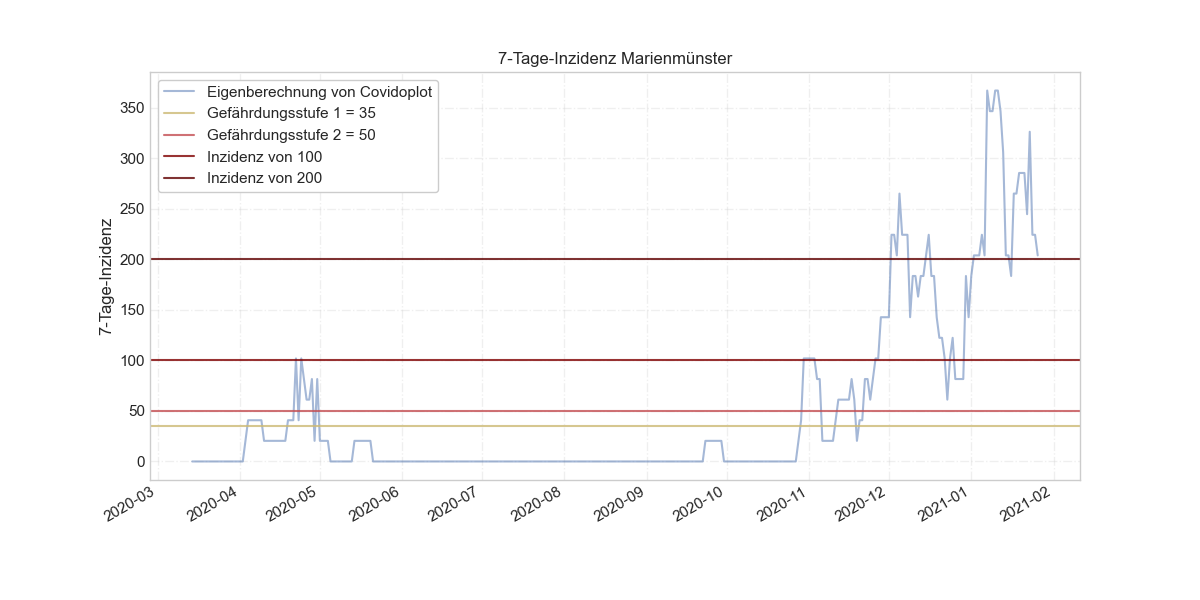 7-Tage-Inzidenz Marienmünster
Eigenberechnung von Covidoplot
Gefährdungsstufe 1 = 35
Gefährdungsstufe 2 = 50
Inzidenz von 100
Inzidenz von 200
7-Tage-Inzidenz
350
300
250
200
150
100
50
0
2020-03
2020-04
2020-05
2020-06
2020-07
2020-08
2020-09
2020-10
2020-11
2020-12
2021-01
2021-02